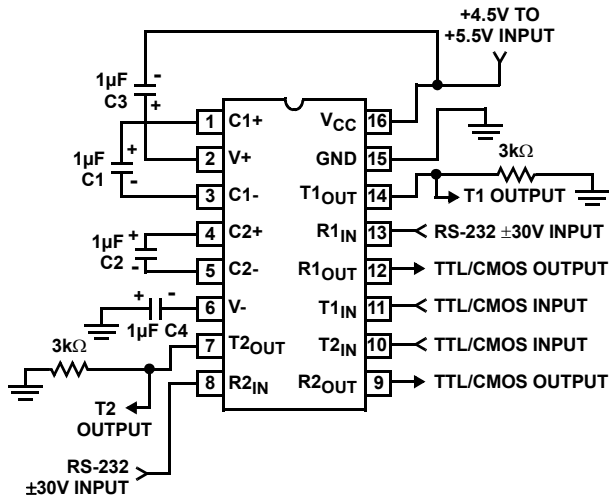 +4.5V TO
+5.5V INPUT
1µF
C3
-
+
1 C1+
VCC 16
+
1µF
C1
-
2 V+
GND 15
3kΩ
3 C1-
T1OUT 14
T1 OUTPUT
+
1µF
C2
-
4 C2+
R1IN 13
RS-232 ±30V INPUT
5 C2-
R1OUT 12
TTL/CMOS OUTPUT
+ -
1µF C4
6 V-
T1IN 11
TTL/CMOS INPUT
3kΩ
7 T2OUT
T2IN 10
TTL/CMOS INPUT
8 R2IN
R2OUT 9
TTL/CMOS OUTPUT
T2
OUTPUT
RS-232
±30V INPUT